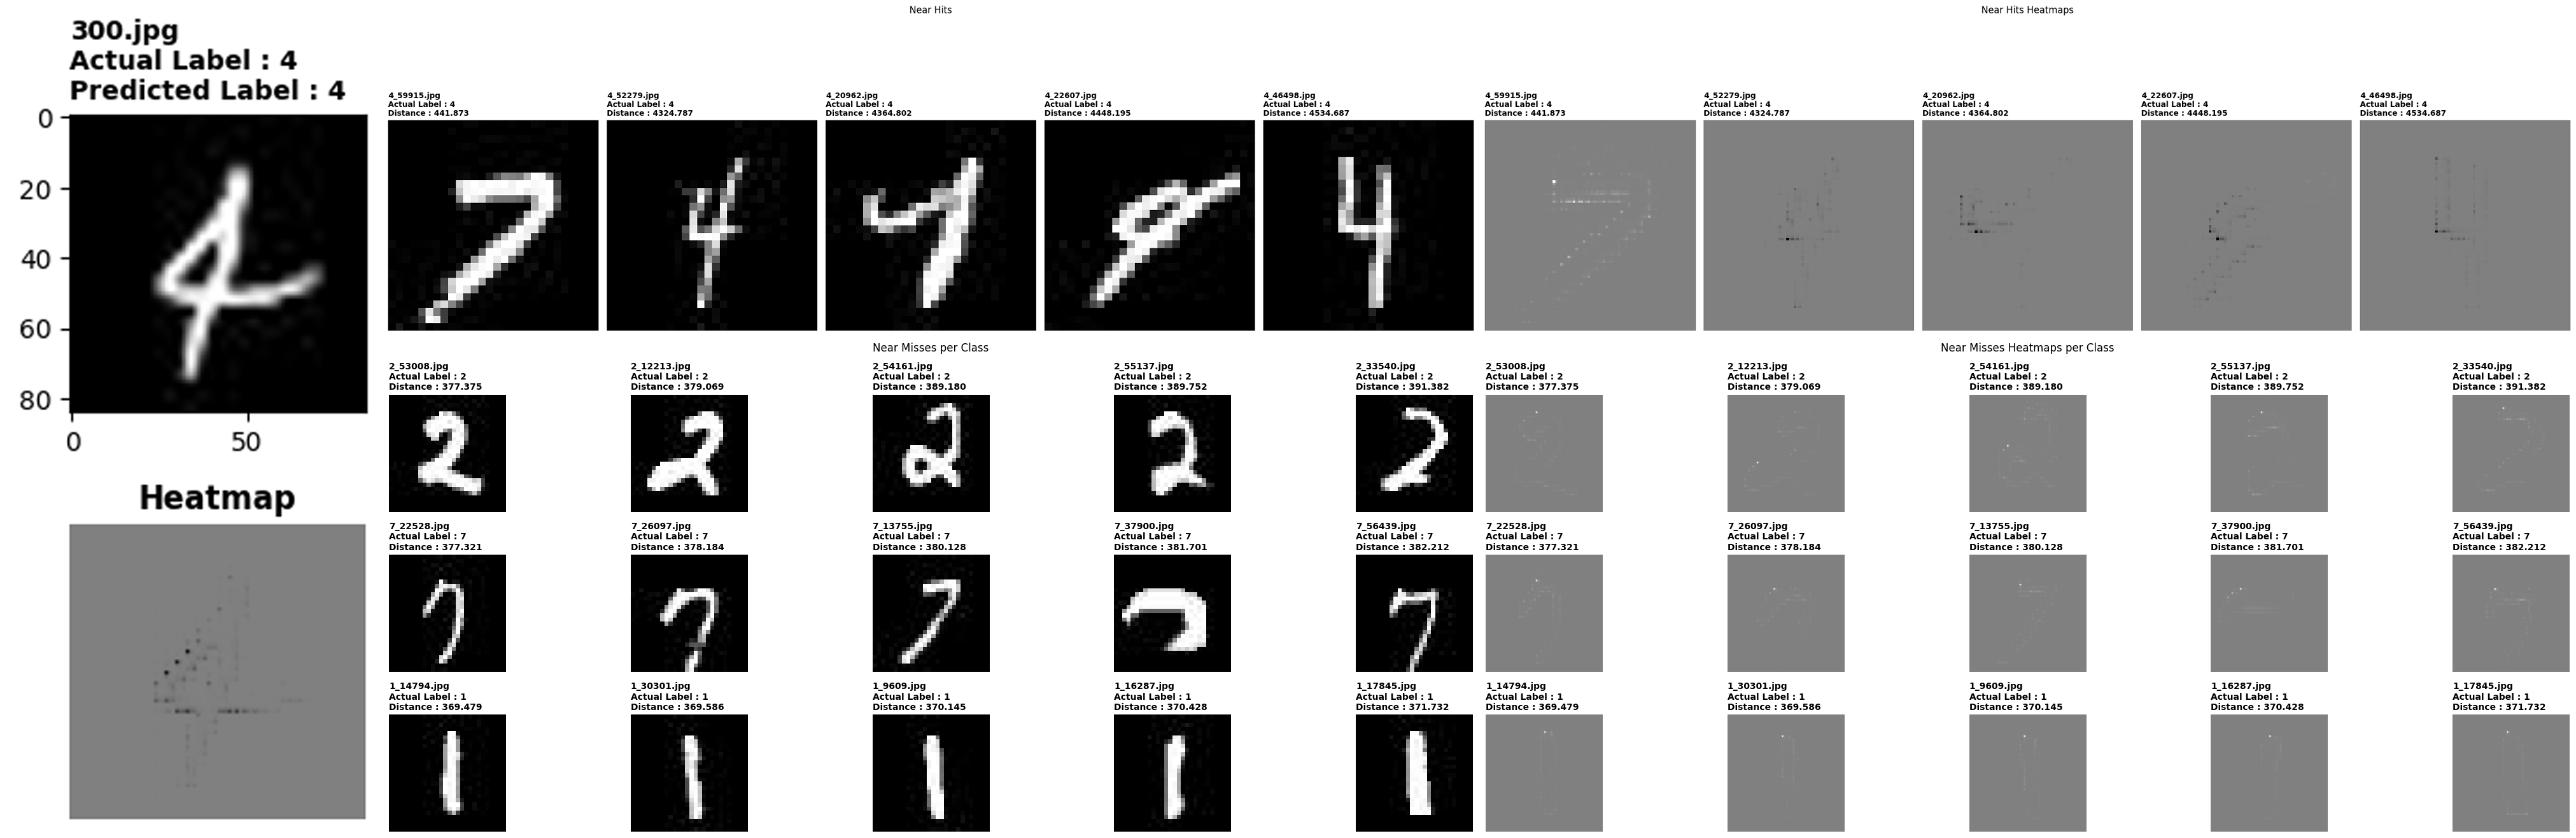 Near Hits
Near Hits Heatmaps
300.jpg
Actual Label : 4
Predicted Label : 4
0
20
40
60
80
0
50
4_59915.jpg
Actual Label : 4
Distance : 441.873
4_52279.jpg
Actual Label : 4
Distance : 4324.787
4_20962.jpg
Actual Label : 4
Distance : 4364.802
4_22607.jpg
Actual Label : 4
Distance : 4448.195
4_46498.jpg
Actual Label : 4
Distance : 4534.687
4_59915.jpg
Actual Label : 4
Distance : 441.873
4_52279.jpg
Actual Label : 4
Distance : 4324.787
4_20962.jpg
Actual Label : 4
Distance : 4364.802
4_22607.jpg
Actual Label : 4
Distance : 4448.195
4_46498.jpg
Actual Label : 4
Distance : 4534.687
Heatmap
Near Misses per Class
Near Misses Heatmaps per Class
2_53008.jpg
Actual Label : 2
Distance : 377.375
2_12213.jpg
Actual Label : 2
Distance : 379.069
2_54161.jpg
Actual Label : 2
Distance : 389.180
2_55137.jpg
Actual Label : 2
Distance : 389.752
2_33540.jpg
Actual Label : 2
Distance : 391.382
2_53008.jpg
Actual Label : 2
Distance : 377.375
2_12213.jpg
Actual Label : 2
Distance : 379.069
2_54161.jpg
Actual Label : 2
Distance : 389.180
2_55137.jpg
Actual Label : 2
Distance : 389.752
2_33540.jpg
Actual Label : 2
Distance : 391.382
7_22528.jpg
Actual Label : 7
Distance : 377.321
7_26097.jpg
Actual Label : 7
Distance : 378.184
7_13755.jpg
Actual Label : 7
Distance : 380.128
7_37900.jpg
Actual Label : 7
Distance : 381.701
7_56439.jpg
Actual Label : 7
Distance : 382.212
7_22528.jpg
Actual Label : 7
Distance : 377.321
7_26097.jpg
Actual Label : 7
Distance : 378.184
7_13755.jpg
Actual Label : 7
Distance : 380.128
7_37900.jpg
Actual Label : 7
Distance : 381.701
7_56439.jpg
Actual Label : 7
Distance : 382.212
1_14794.jpg
Actual Label : 1
Distance : 369.479
1_30301.jpg
Actual Label : 1
Distance : 369.586
1_9609.jpg
Actual Label : 1
Distance : 370.145
1_16287.jpg
Actual Label : 1
Distance : 370.428
1_17845.jpg
Actual Label : 1
Distance : 371.732
1_14794.jpg
Actual Label : 1
Distance : 369.479
1_30301.jpg
Actual Label : 1
Distance : 369.586
1_9609.jpg
Actual Label : 1
Distance : 370.145
1_16287.jpg
Actual Label : 1
Distance : 370.428
1_17845.jpg
Actual Label : 1
Distance : 371.732